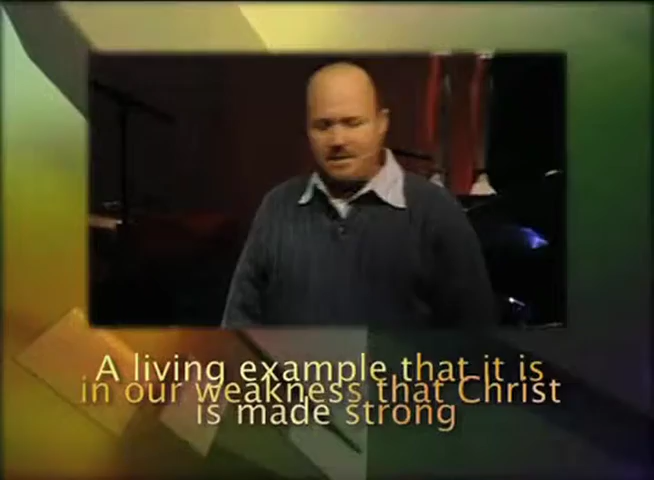 A living example that it is
in our weakness that Christ
is made strong